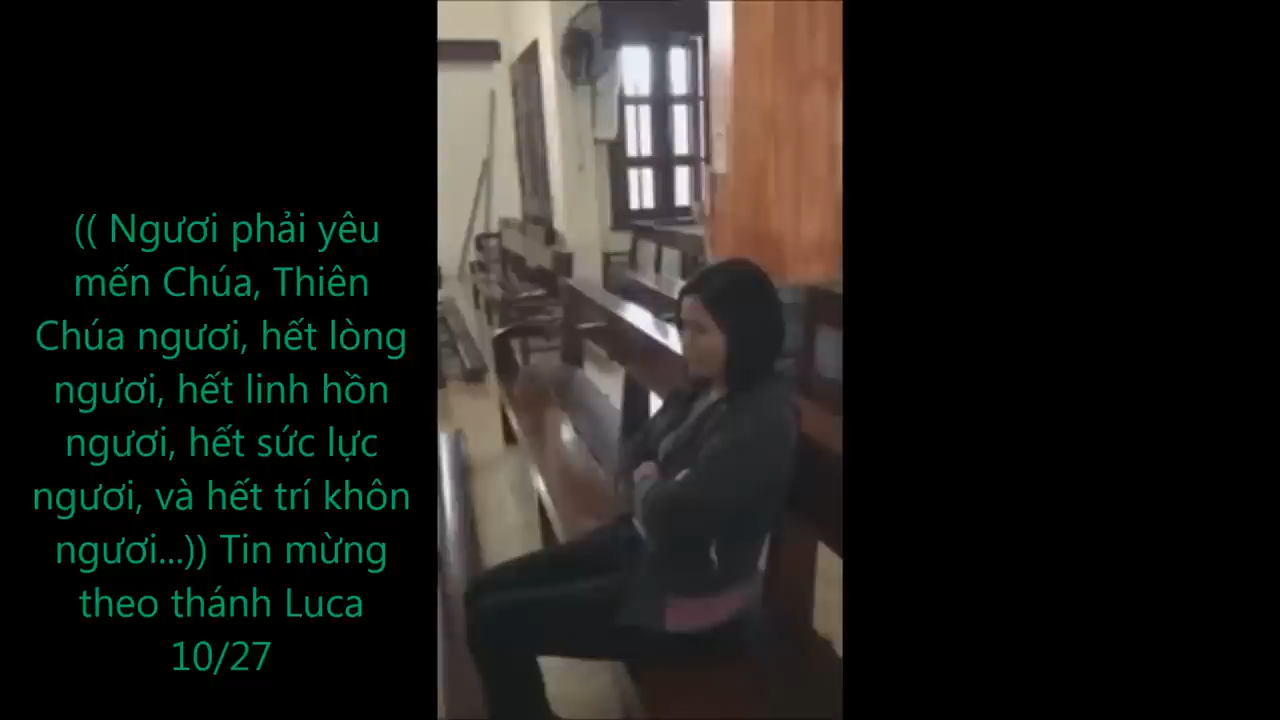 (( Ngươi phải yêu
mến Chúa, Thiên
Chúa ngươi, hết lòng
ngươi, hết linh hồn
ngươi, hết sức lực
ngươi, và hết trí khôn
ngươi...)) Tin mừng
theo thánh Luca
10/27